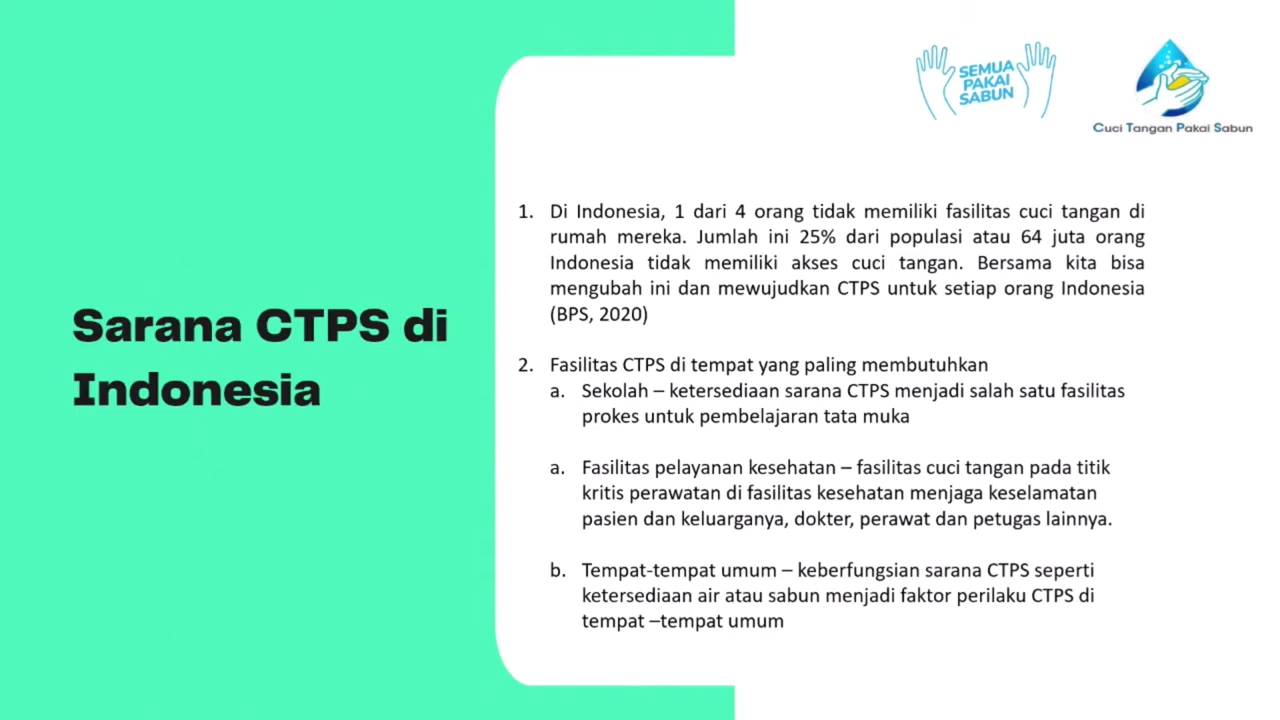 SEMUA
PAKAI
SABUN
Cuci Tangan Pakai Sabun
Sarana CTPS di
Indonesia
1. Di Indonesia, 1 dari 4 orang tidak memiliki fasilitas cuci tangan di
rumah mereka. Jumlah ini 25% dari populasi atau 64 juta orang
Indonesia tidak memiliki akses cuci tangan. Bersama kita bisa
mengubah ini dan mewujudkan CTPS untuk setiap orang Indonesia
(BPS, 2020)
2. Fasilitas CTPS di tempat yang paling membutuhkan
a. Sekolah – ketersediaan sarana CTPS menjadi salah satu fasilitas
prokes untuk pembelajaran tata muka
a. Fasilitas pelayanan kesehatan – fasilitas cuci tangan pada titik
kritis perawatan di fasilitas kesehatan menjaga keselamatan
pasien dan keluarganya, dokter, perawat dan petugas lainnya.
b. Tempat-tempat umum – keberfungsian sarana CTPS seperti
ketersediaan air atau sabun menjadi faktor perilaku CTPS di
tempat –tempat umum